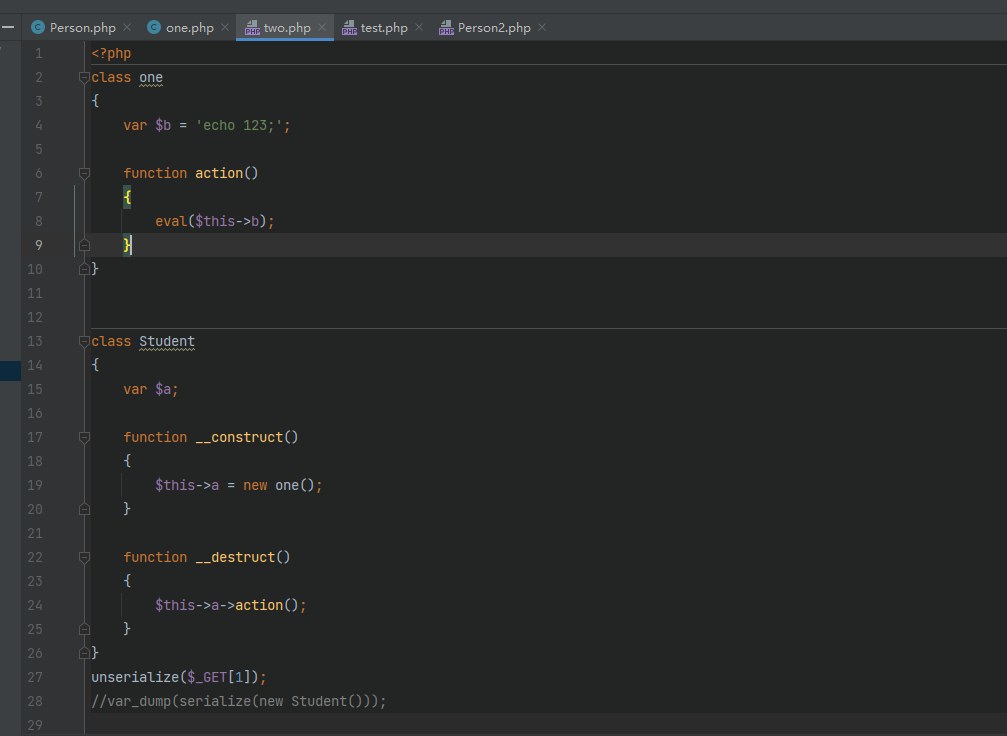 Person.php one.php two.php test.php Person2.php
1 <?php
2 class one
3 {
4 var $b = 'echo 123;';
5
6 function action()
7 {
8 eval($this->b);
9 }
10 }
11
12
13 class Student
14 {
15 var $a;
16
17 function __construct()
18 {
19 $this->a = new one();
20 }
21
22 function __destruct()
23 {
24 $this->a->action();
25 }
26 }
27 unserialize($_GET[1]);
28 //var_dump(serialize(new Student()));
29